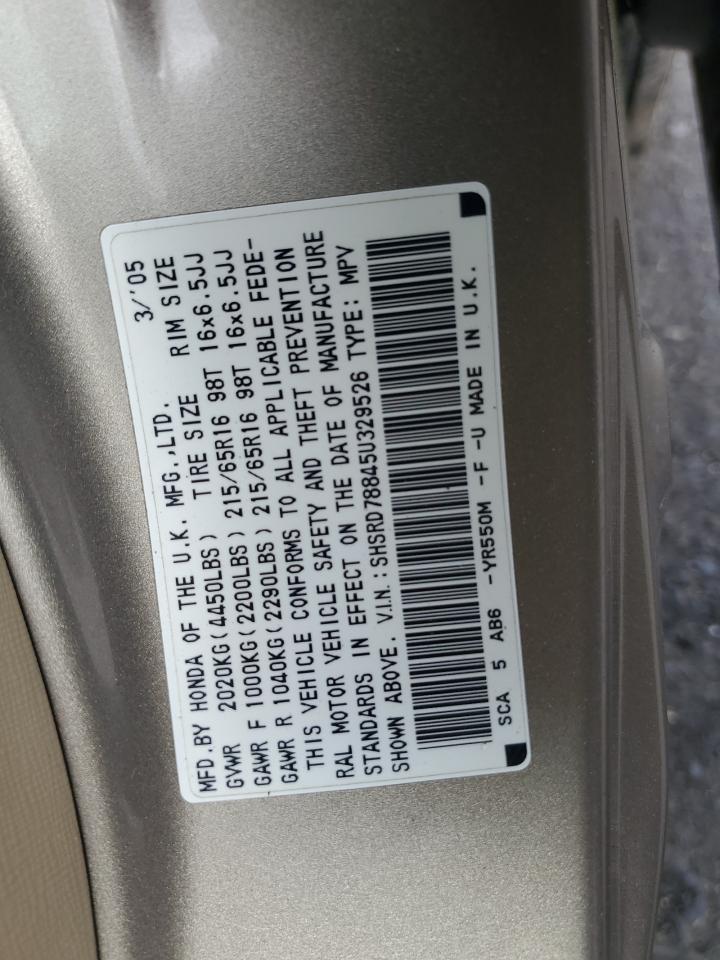 MFD.BY HONDA OF THE U.K. MFG.,LTD. 3/'05
GVWR 2020KG(4450LBS) TIRE SIZE RIM SIZE
GAWR F 1000KG(2200LBS) 215/65R16 98T 16x6.5JJ
GAWR R 1040KG(2290LBS) 215/65R16 98T 16x6.5JJ
THIS VEHICLE CONFORMS TO ALL APPLICABLE FEDE-
RAL MOTOR VEHICLE SAFETY AND THEFT PREVENTION
STANDARDS IN EFFECT ON THE DATE OF MANUFACTURE
SHOWN ABOVE. V.I.N.:SHSRD78845U329526 TYPE: MPV
SCA 5 AB6 -YR550M -F -U MADE IN U.K.